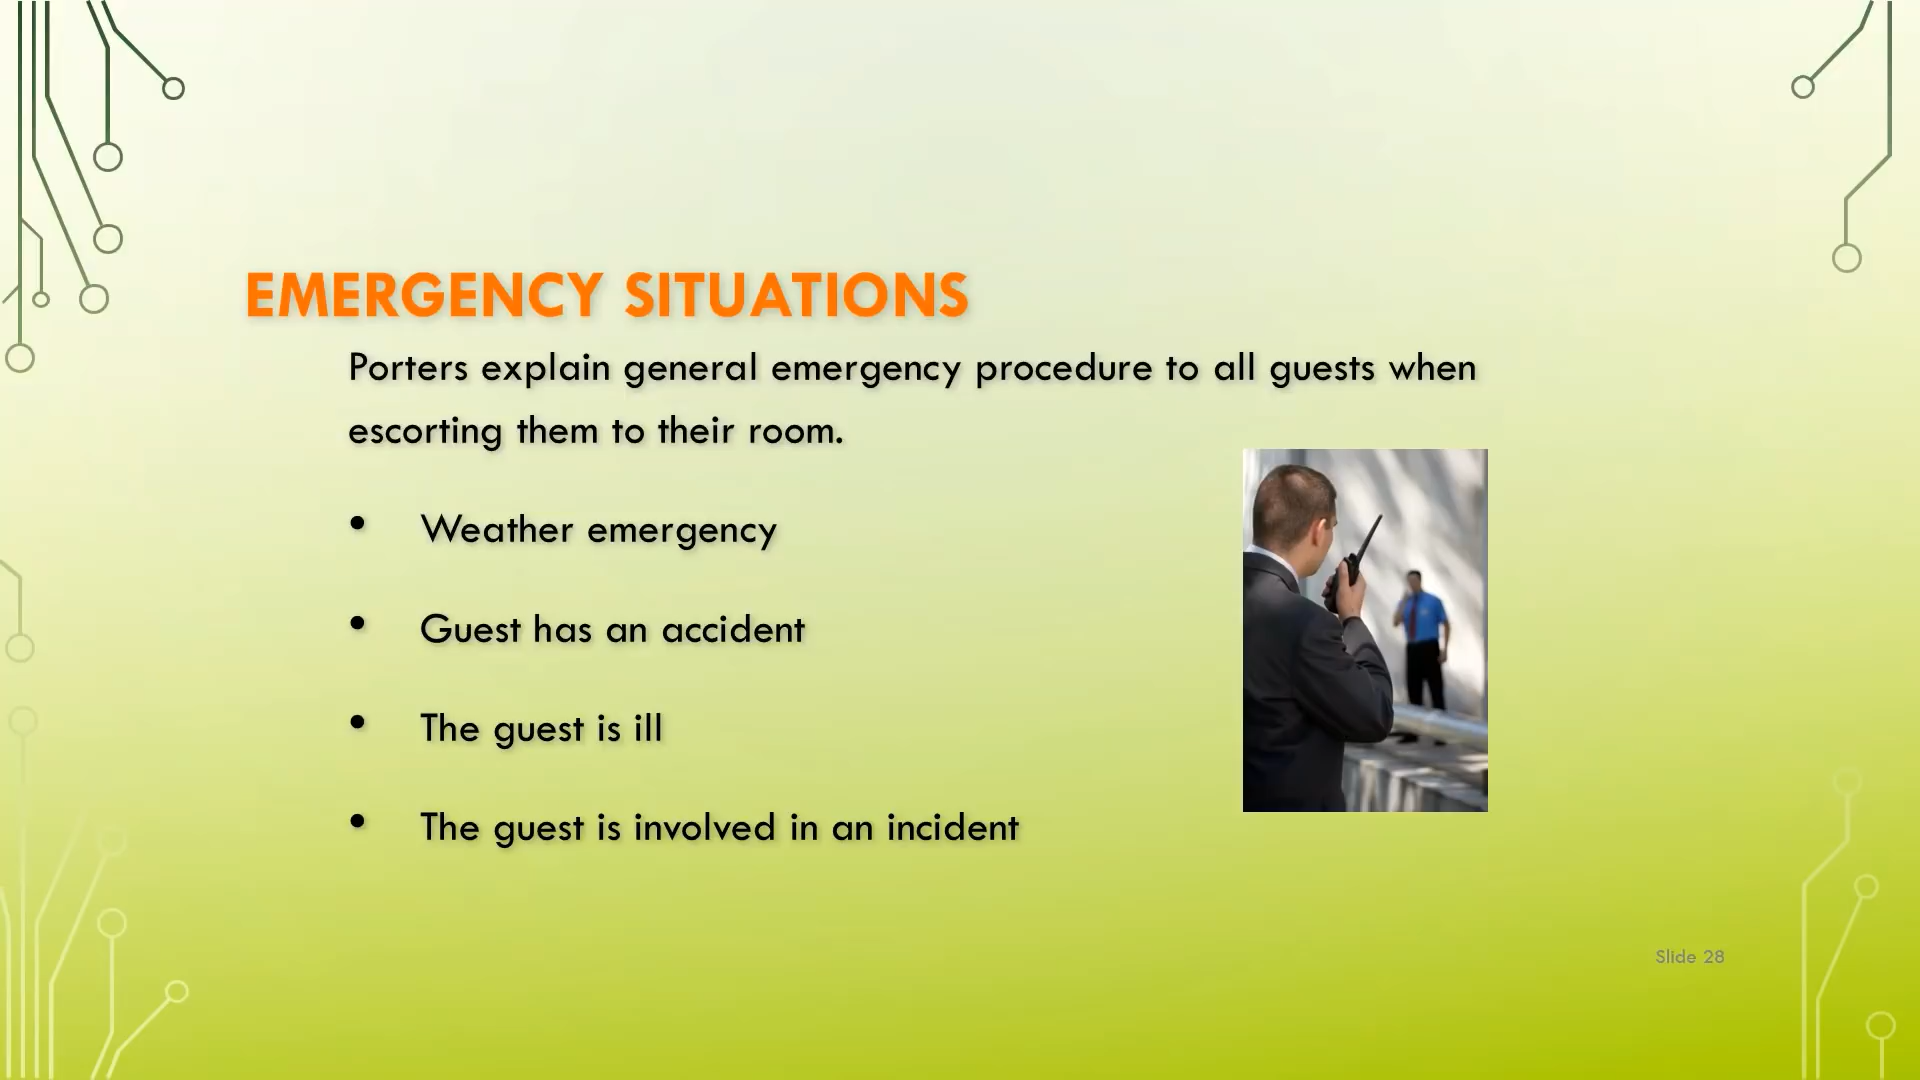 EMERGENCY SITUATIONS
Porters explain general emergency procedure to all guests when
escorting them to their room.
• Weather emergency
• Guest has an accident
• The guest is ill
• The guest is involved in an incident
Slide 28